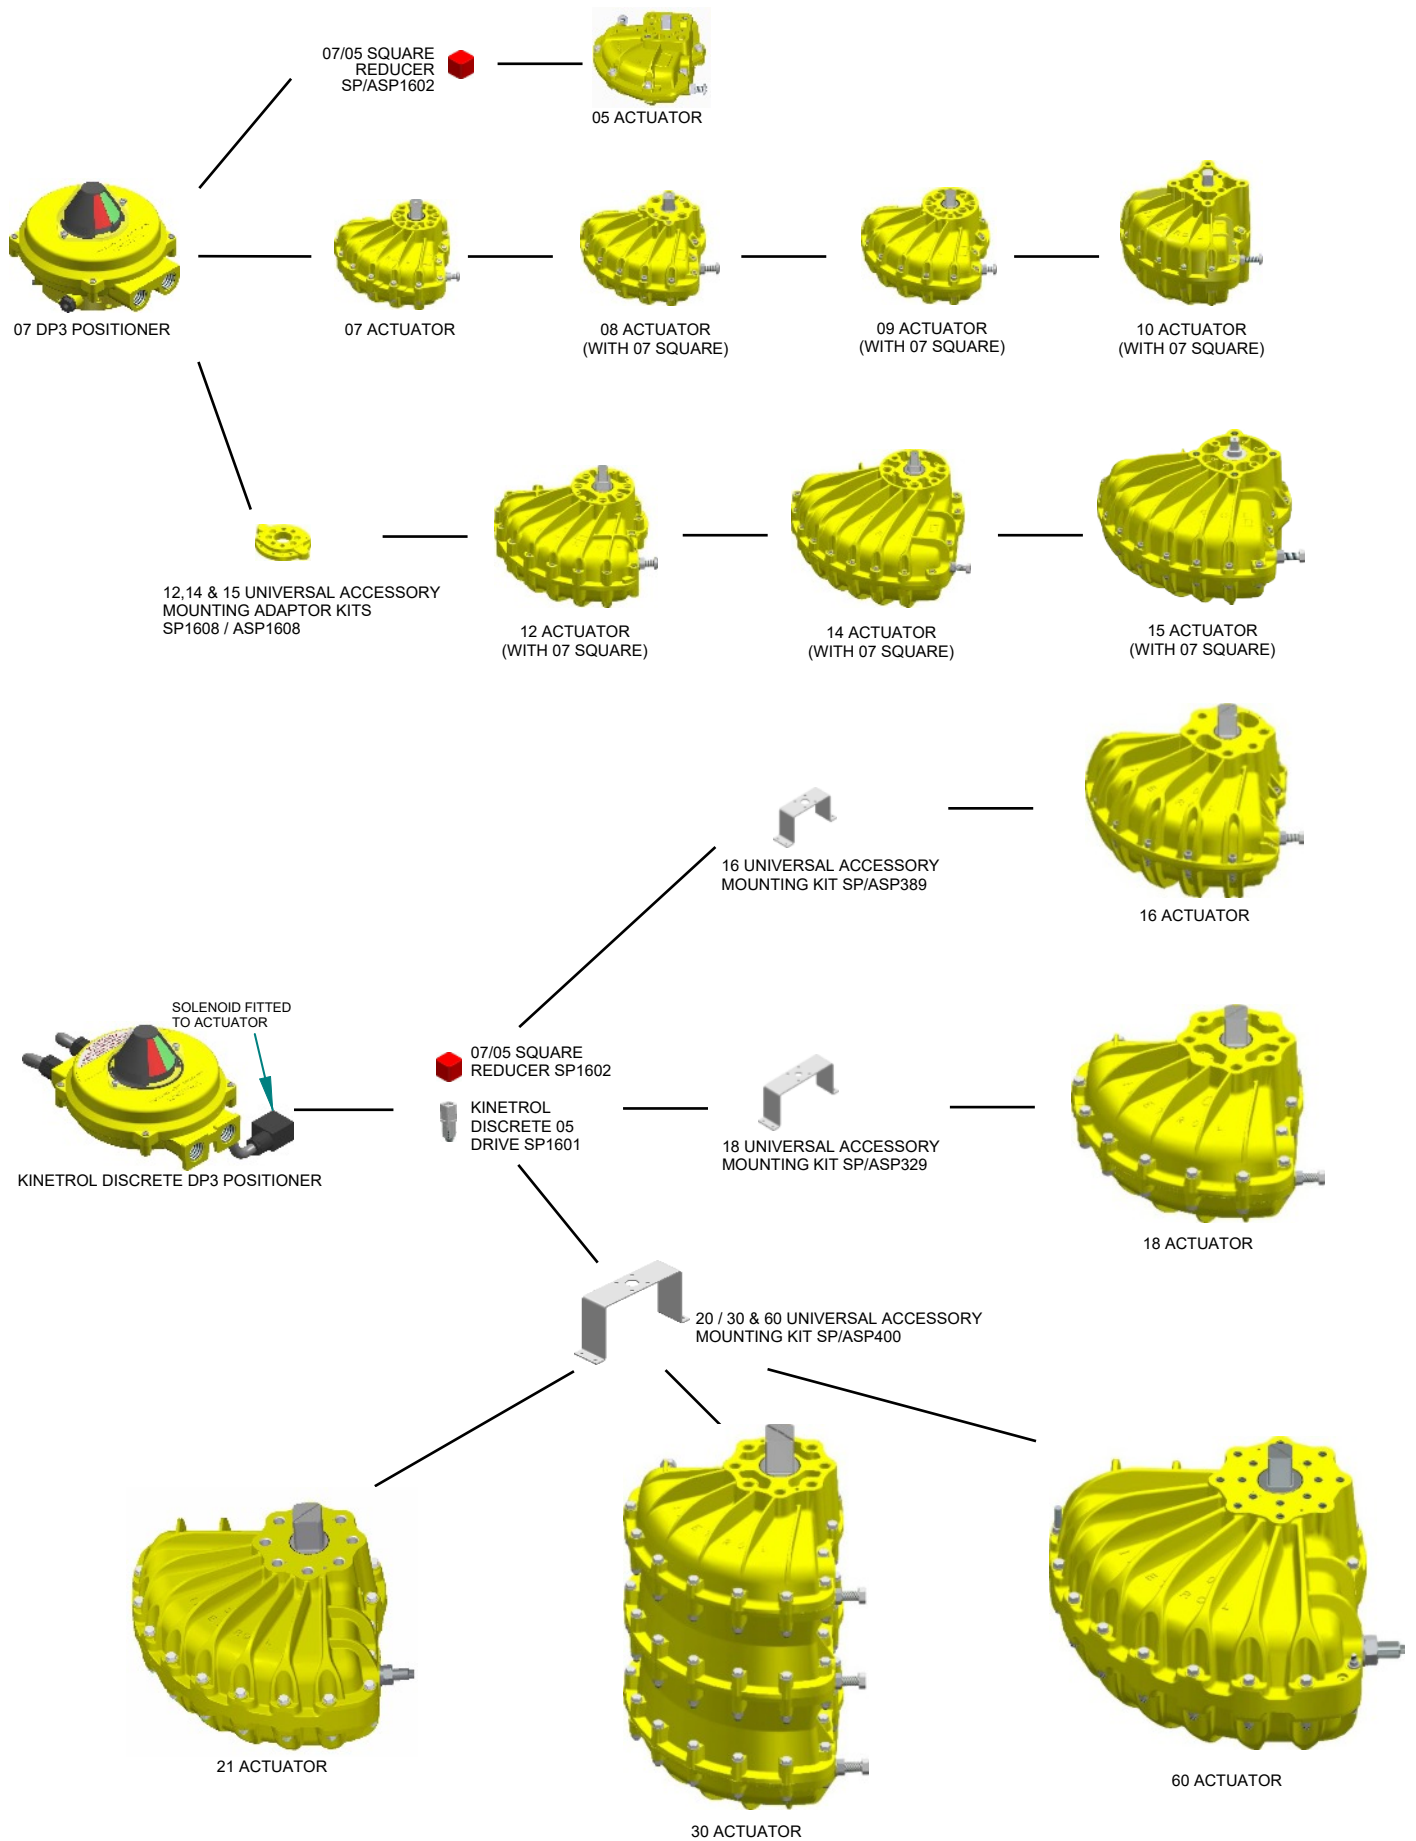 07/05 SQUARE
REDUCER
SP/ASP1602
05 ACTUATOR
07 DP3 POSITIONER
07 ACTUATOR
08 ACTUATOR
(WITH 07 SQUARE)
09 ACTUATOR
(WITH 07 SQUARE)
10 ACTUATOR
(WITH 07 SQUARE)
12,14 & 15 UNIVERSAL ACCESSORY
MOUNTING ADAPTOR KITS
SP1608 / ASP1608
12 ACTUATOR
(WITH 07 SQUARE)
14 ACTUATOR
(WITH 07 SQUARE)
15 ACTUATOR
(WITH 07 SQUARE)
16 UNIVERSAL ACCESSORY
MOUNTING KIT SP/ASP389
16 ACTUATOR
SOLENOID FITTED
TO ACTUATOR
KINETROL DISCRETE DP3 POSITIONER
07/05 SQUARE
REDUCER SP1602
KINETROL
DISCRETE 05
DRIVE SP1601
18 UNIVERSAL ACCESSORY
MOUNTING KIT SP/ASP329
18 ACTUATOR
20 / 30 & 60 UNIVERSAL ACCESSORY
MOUNTING KIT SP/ASP400
21 ACTUATOR
30 ACTUATOR
60 ACTUATOR